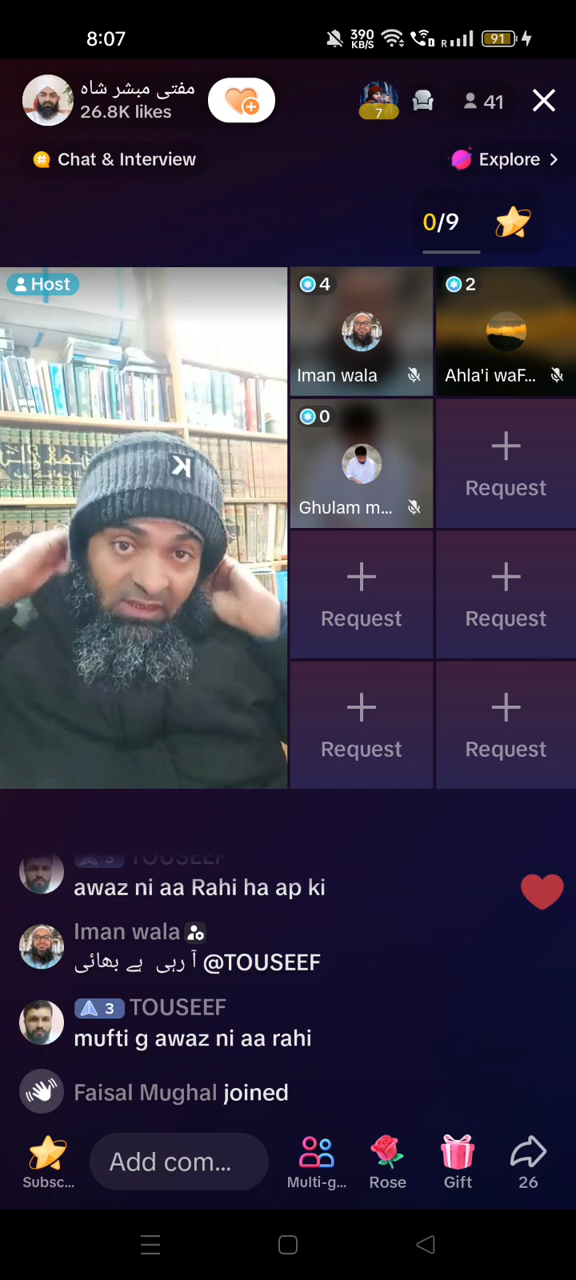 8:07
390
KB/S
R
91
مفتی مبشر شاہ
26.8K likes
7
41
Chat & Interview
Explore
0/9
Host
K
4
Iman wala
2
Ahla'i waF...
0
Ghulam m...
Request
Request
Request
Request
Request
3 TOUSEEF
awaz ni aa Rahi ha ap ki
Iman wala
@TOUSEEF آ رہی ہے بھائی
3 TOUSEEF
mufti g awaz ni aa rahi
Faisal Mughal joined
Subsc...
Add com...
Multi-g...
Rose
Gift
26